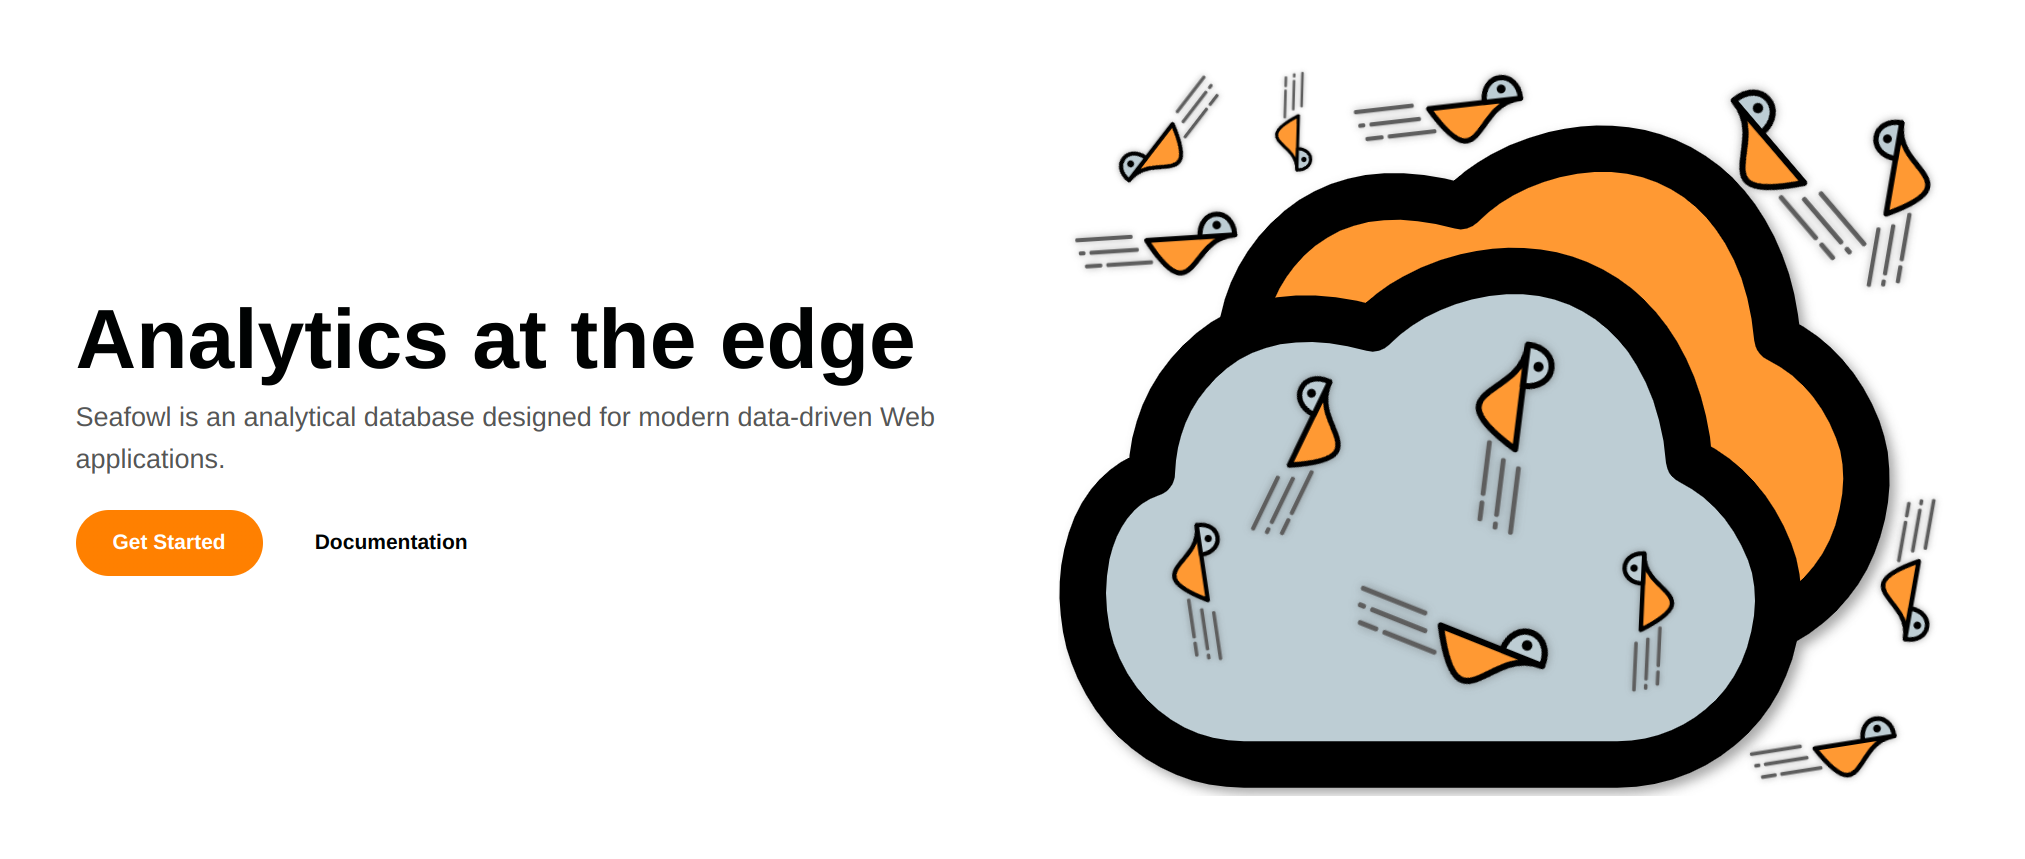 Analytics at the edge
Seafowl is an analytical database designed for modern data-driven Web
applications.
Get Started
Documentation